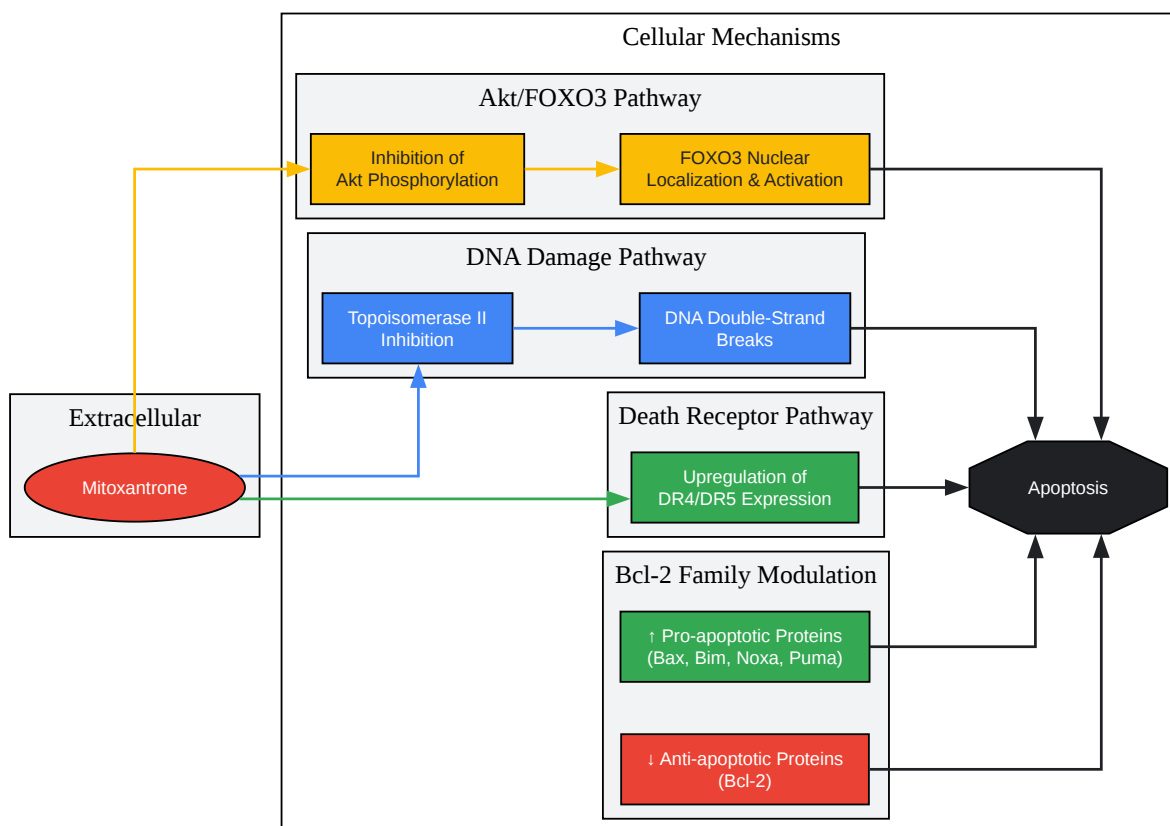 Cellular Mechanisms
Akt/FOXO3 Pathway
Inhibition of
Akt Phosphorylation
FOXO3 Nuclear
Localization & Activation
DNA Damage Pathway
Topoisomerase II
Inhibition
DNA Double-Strand
Breaks
Extracellular
Mitoxantrone
Death Receptor Pathway
Upregulation of
DR4/DR5 Expression
Apoptosis
Bcl-2 Family Modulation
↑ Pro-apoptotic Proteins
(Bax, Bim, Noxa, Puma)
↓ Anti-apoptotic Proteins
(Bcl-2)